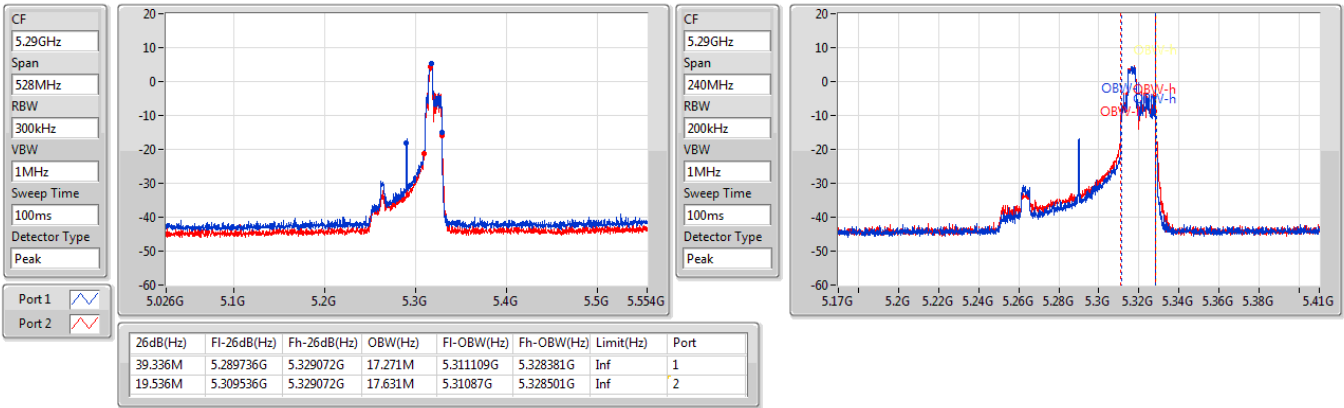 CF
5.29GHz
Span
528MHz
RBW
300kHz
VBW
1MHz
Sweep Time
100ms
Detector Type
Peak
Port 1
Port 2
20
10
0
-10
-20
-30
-40
-50
-60
5.026G 5.1G 5.2G 5.3G 5.4G 5.5G 5.554G
CF
5.29GHz
Span
240MHz
RBW
200kHz
VBW
1MHz
Sweep Time
100ms
Detector Type
Peak
20
10
0
-10
-20
-30
-40
-50
-60
OBW-h
OBW-h
5.17G 5.2G 5.22G 5.24G 5.26G 5.28G 5.3G 5.32G 5.34G 5.36G 5.38G 5.41G
26dB(Hz) Fl-26dB(Hz) Fh-26dB(Hz) OBW(Hz) Fl-OBW(Hz) Fh-OBW(Hz) Limit(Hz) Port
39.336M 5.289736G 5.329072G 17.271M 5.311109G 5.328381G Inf 1
19.536M 5.309536G 5.329072G 17.631M 5.31087G 5.328501G Inf 2